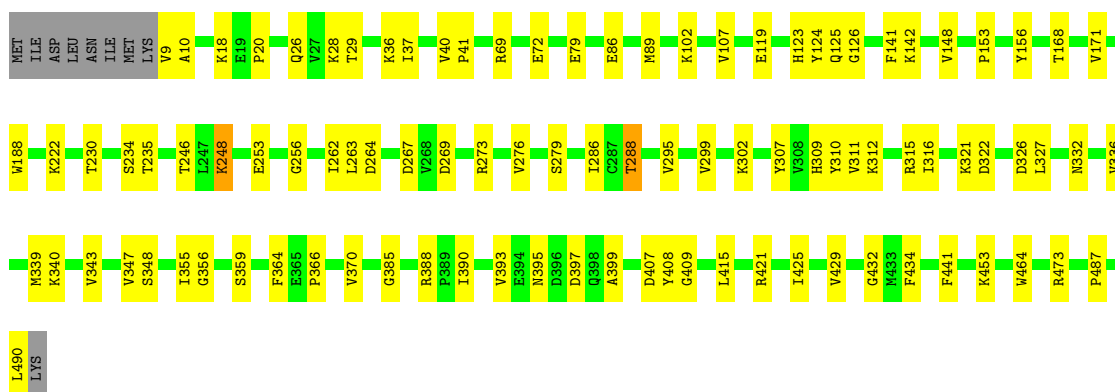 MET ILE ASP LEU ASN ILE MET LYS V9 A10 K18 E19 P20 Q26 V27 K28 T29 K36 I37 V40 P41 R69 E72 E79 E86 M89 K102 V107 E119 H123 Y124 Q125 G126 F141 K142 V148 P153 Y156 T168 V171
W188 K222 T230 S234 T235 T246 L247 K248 E253 G256 I262 L263 D264 D267 V268 D269 R273 V276 S279 I286 C287 T288 V295 V299 K302 Y307 V308 H309 Y310 V311 K312 R315 I316 K321 D322 D326 L327 N332 V336
M339 K340 V343 V347 S348 I355 G356 S359 F364 E365 P366 V370 G385 R388 P389 I390 V393 E394 N395 D396 D397 Q398 A399 D407 Y408 G409 L415 R421 I425 V429 G432 M433 F434 F441 K453 W464 R473 P487
L490 LYS